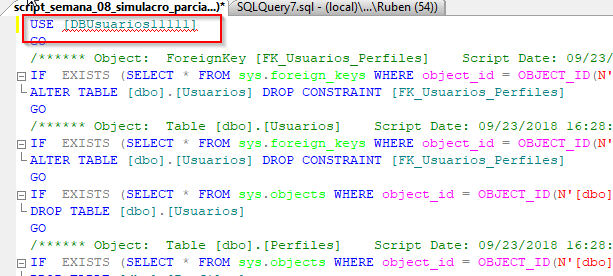 script_semana_08_simulacro_parcia...)* SQLQuery7.sql - (local)\...\Ruben (54))
USE [DBUsuarios11111]
GO
/****** Object:  ForeignKey [FK_Usuarios_Perfiles]    Script Date: 09/23/
IF  EXISTS (SELECT * FROM sys.foreign_keys WHERE object_id = OBJECT_ID(N'
ALTER TABLE [dbo].[Usuarios] DROP CONSTRAINT [FK_Usuarios_Perfiles]
GO
/****** Object:  Table [dbo].[Usuarios]    Script Date: 09/23/2018 16:28:
IF  EXISTS (SELECT * FROM sys.foreign_keys WHERE object_id = OBJECT_ID(N'
ALTER TABLE [dbo].[Usuarios] DROP CONSTRAINT [FK_Usuarios_Perfiles]
GO
IF  EXISTS (SELECT * FROM sys.objects WHERE object_id = OBJECT_ID(N'[dbo]
DROP TABLE [dbo].[Usuarios]
GO
/****** Object:  Table [dbo].[Perfiles]    Script Date: 09/23/2018 16:28:
IF  EXISTS (SELECT * FROM sys.objects WHERE object_id = OBJECT_ID(N'[dbo]